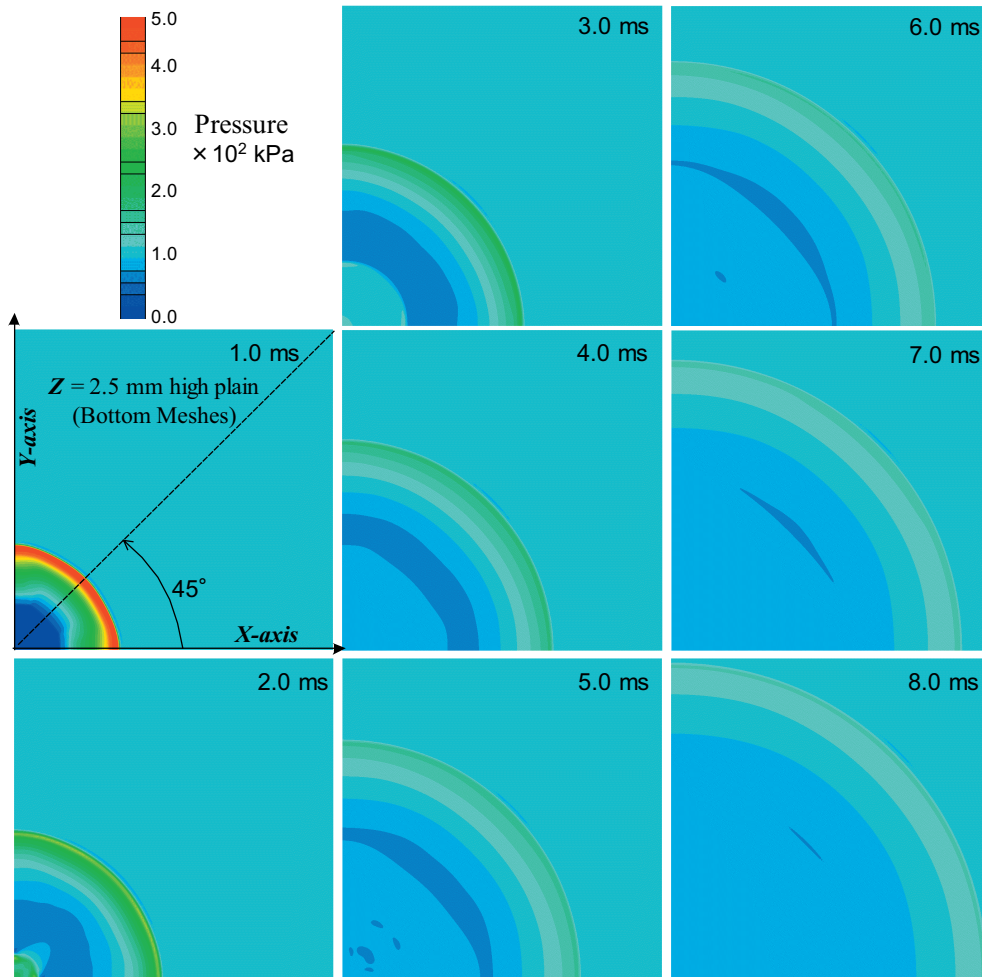 5.0
4.0
3.0
2.0
1.0
0.0
Pressure
× 10² kPa
3.0 ms
6.0 ms
1.0 ms
Z = 2.5 mm high plain
(Bottom Meshes)
Y-axis
45°
X-axis
4.0 ms
7.0 ms
2.0 ms
5.0 ms
8.0 ms